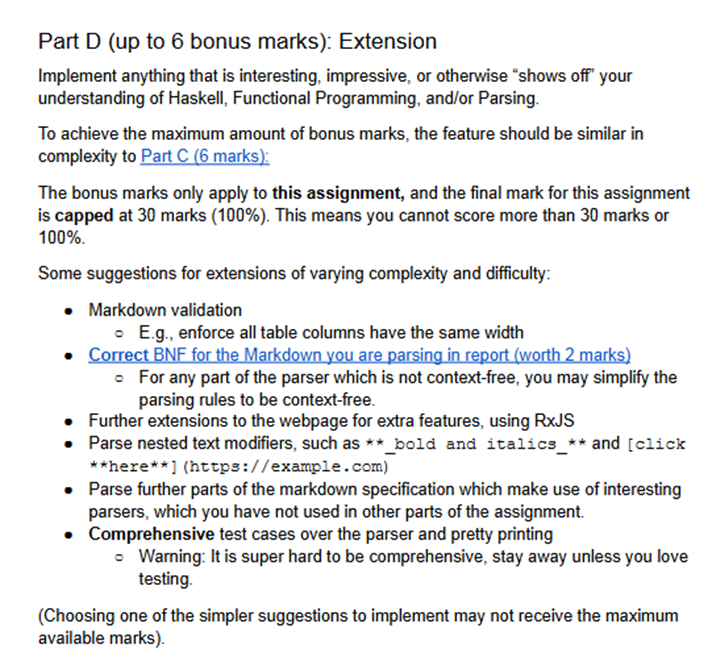 Part D (up to 6 bonus marks): Extension
Implement anything that is interesting, impressive, or otherwise “shows off” your
understanding of Haskell, Functional Programming, and/or Parsing.
To achieve the maximum amount of bonus marks, the feature should be similar in
complexity to Part C (6 marks):
The bonus marks only apply to this assignment, and the final mark for this assignment
is capped at 30 marks (100%). This means you cannot score more than 30 marks or
100%.
Some suggestions for extensions of varying complexity and difficulty:
● Markdown validation
○ E.g., enforce all table columns have the same width
● Correct BNF for the Markdown you are parsing in report (worth 2 marks)
○ For any part of the parser which is not context-free, you may simplify the
parsing rules to be context-free.
● Further extensions to the webpage for extra features, using RxJS
● Parse nested text modifiers, such as **_bold and italics_** and [click
**here**](https://example.com)
● Parse further parts of the markdown specification which make use of interesting
parsers, which you have not used in other parts of the assignment.
● Comprehensive test cases over the parser and pretty printing
○ Warning: It is super hard to be comprehensive, stay away unless you love
testing.
(Choosing one of the simpler suggestions to implement may not receive the maximum
available marks).